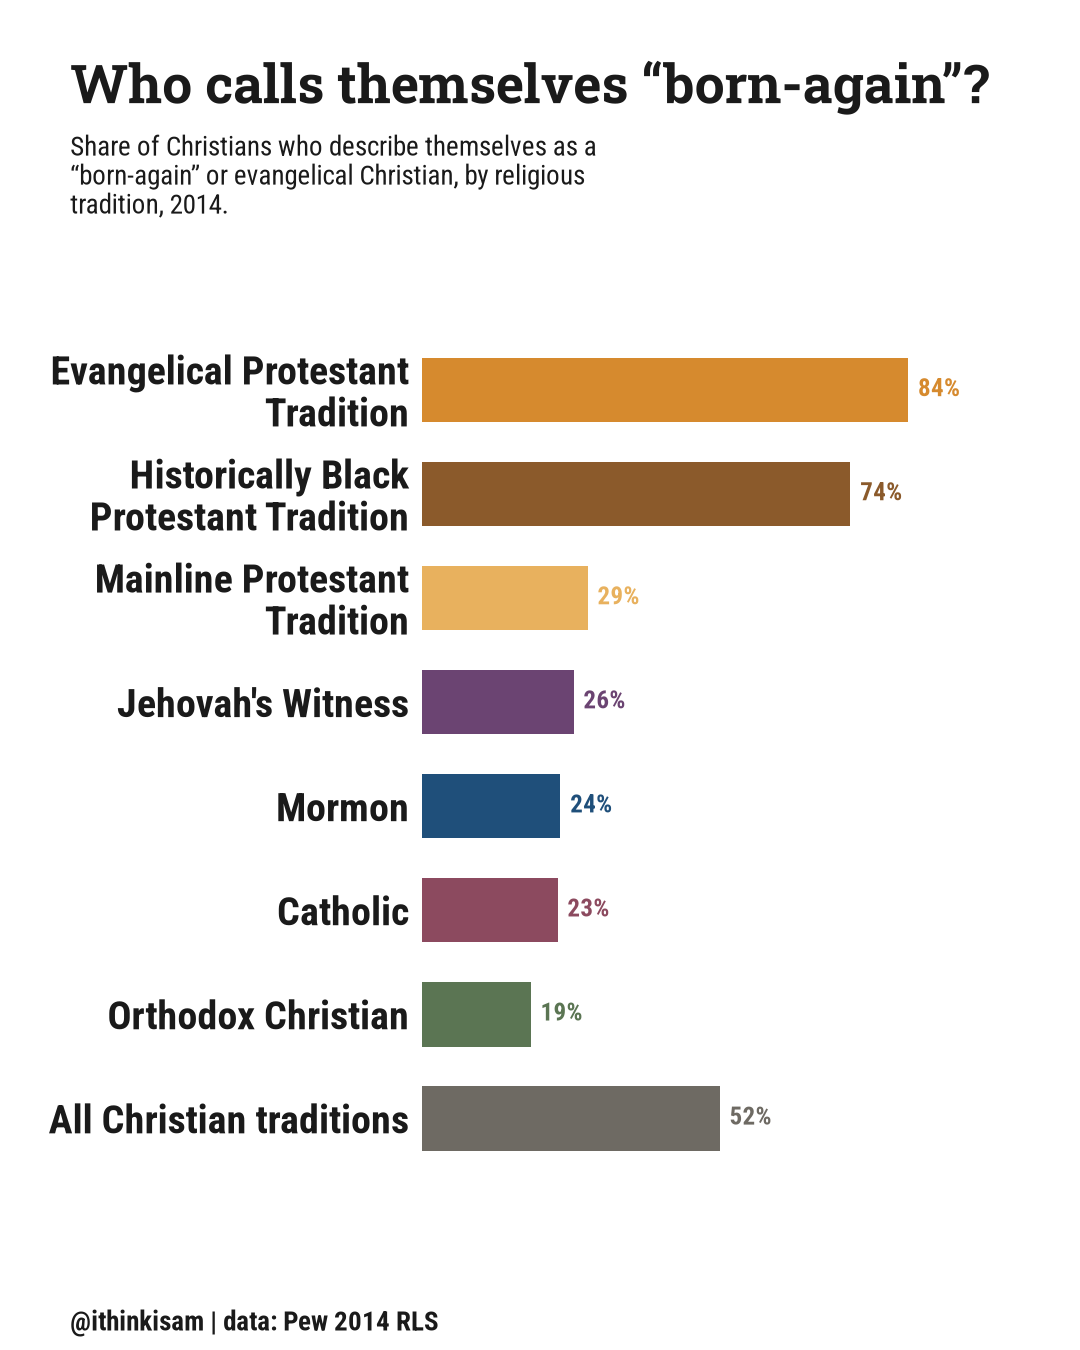 Who calls themselves “born-again”?
Share of Christians who describe themselves as a
“born-again” or evangelical Christian, by religious
tradition, 2014.
Evangelical Protestant
Tradition
84%
Historically Black
Protestant Tradition
74%
Mainline Protestant
Tradition
29%
Jehovah's Witness
26%
Mormon
24%
Catholic
23%
Orthodox Christian
19%
All Christian traditions
52%
@ithinkisam | data: Pew 2014 RLS